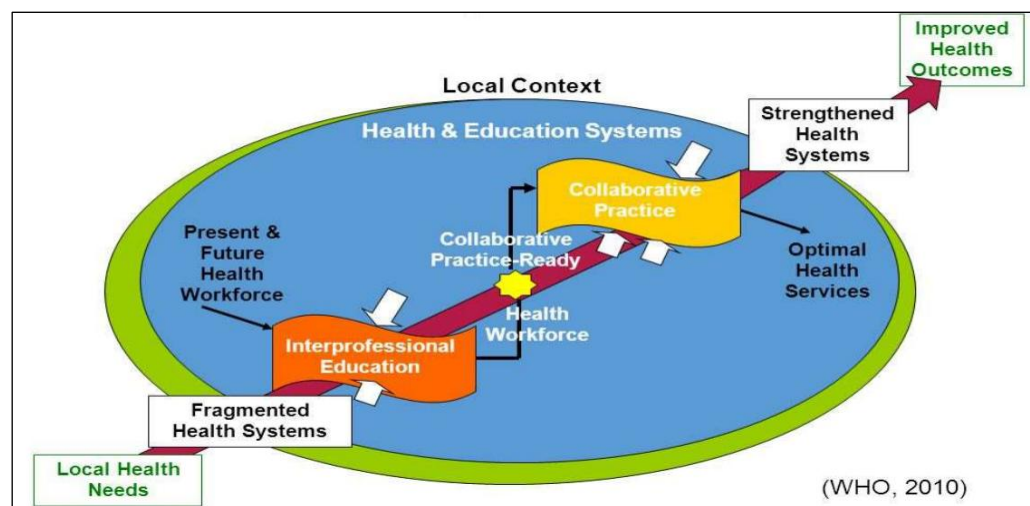 Improved
Health
Outcomes
Local Context
Health & Education Systems
Strengthened
Health
Systems
Collaborative
Practice
Present &
Future
Health
Workforce
Collaborative
Practice-Ready
Optimal
Health
Services
Health
Workforce
Interprofessional
Education
Fragmented
Health Systems
Local Health
Needs
(WHO, 2010)